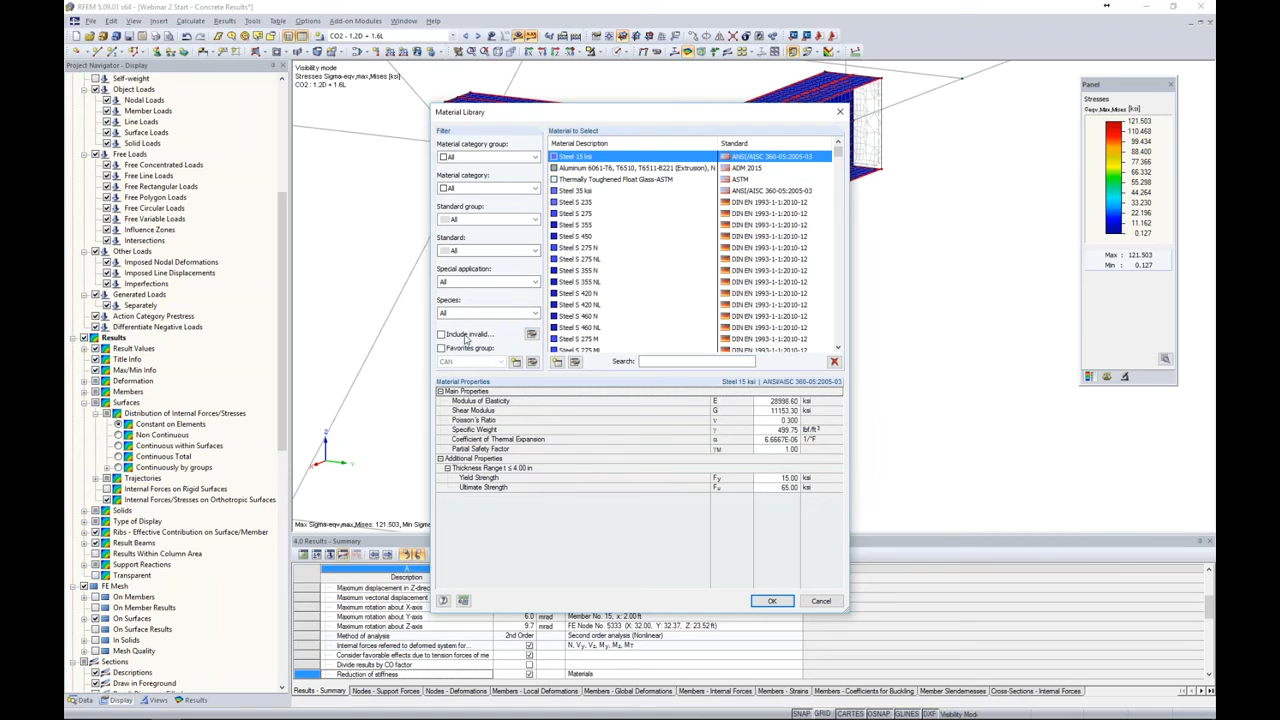 RFEM 5.09.01 x64 - [Webinar 2 Start - Concrete Results*]
File Edit View Insert Calculate Results Tools Table Options Add-on Modules Window Help
CO2 - 1.2D + 1.6L
Project Navigator - Display
Self-weight
Object Loads
Nodal Loads
Member Loads
Line Loads
Surface Loads
Solid Loads
Free Loads
Free Concentrated Loads
Free Line Loads
Free Rectangular Loads
Free Polygon Loads
Free Circular Loads
Free Variable Loads
Influence Zones
Intersections
Other Loads
Imposed Nodal Deformations
Imposed Line Displacements
Imperfections
Generated Loads
Separately
Action Category Prestress
Differentiate Negative Loads
Results
Result Values
Title Info
Max/Min Info
Deformation
Members
Surfaces
Distribution of Internal Forces/Stresses
Constant on Elements
Non Continuous
Continuous within Surfaces
Continuous Total
Continuously by groups
Trajectories
Internal Forces on Rigid Surfaces
Internal Forces/Stresses on Orthotropic Surfaces
Solids
Type of Display
Ribs - Effective Contribution on Surface/Member
Result Beams
Results Within Column Area
Support Reactions
Transparent
FE Mesh
On Members
On Member Results
On Surfaces
On Surface Results
In Solids
Mesh Quality
Sections
Descriptions
Draw in Foreground
Data Display Views Results
Visibility mode
Stresses Sigma-eqv,max,Mises [ksi]
CO2 : 1.2D + 1.6L
Z
X
Y
Max Sigma-eqv,max,Mises: 121.503, Min Sigm
Material Library
Filter
Material category group:
All
Material category:
All
Standard group:
All
Standard:
All
Special application:
All
Species:
All
Include invalid...
Favorites group:
CAN
Material to Select
Material Description Standard
Steel 15 ksi ANSI/AISC 360-05:2005-03
Aluminum 6061-T6, T6510, T6511-B221 (Extrusion), N ADM 2015
Thermally Toughened Float Glass-ASTM ASTM
Steel 35 ksi ANSI/AISC 360-05:2005-03
Steel S 235 DIN EN 1993-1-1:2010-12
Steel S 275 DIN EN 1993-1-1:2010-12
Steel S 355 DIN EN 1993-1-1:2010-12
Steel S 450 DIN EN 1993-1-1:2010-12
Steel S 275 N DIN EN 1993-1-1:2010-12
Steel S 275 NL DIN EN 1993-1-1:2010-12
Steel S 355 N DIN EN 1993-1-1:2010-12
Steel S 355 NL DIN EN 1993-1-1:2010-12
Steel S 420 N DIN EN 1993-1-1:2010-12
Steel S 420 NL DIN EN 1993-1-1:2010-12
Steel S 460 N DIN EN 1993-1-1:2010-12
Steel S 460 NL DIN EN 1993-1-1:2010-12
Steel S 275 M DIN EN 1993-1-1:2010-12
Steel S 275 ML DIN EN 1993-1-1:2010-12
Search:
Material Properties Steel 15 ksi | ANSI/AISC 360-05:2005-03
Main Properties
Modulus of Elasticity E 28998.60 ksi
Shear Modulus G 11153.30 ksi
Poisson's Ratio ν 0.300
Specific Weight γ 499.75 lbf/ft³
Coefficient of Thermal Expansion α 6.6667E-06 1/°F
Partial Safety Factor γM 1.00
Additional Properties
Thickness Range t ≤ 4.00 in
Yield Strength Fy 15.00 ksi
Ultimate Strength Fu 65.00 ksi
OK Cancel
Panel
Stresses
σeqv,Max,Mises [ksi]
121.503
110.468
99.434
88.400
77.366
66.332
55.298
44.264
33.230
22.196
11.162
0.127
Max : 121.503
Min : 0.127
4.0 Results - Summary
A
Description
Maximum displacement in Z-direc
Maximum vectorial displacement
Maximum rotation about X-axis
Maximum rotation about Y-axis 6.0 mrad Member No. 15, x: 2.00 ft)
Maximum rotation about Z-axis 9.7 mrad FE Node No. 5333 (X: 32.00, Y: 32.37, Z: 23.52 ft)
Method of analysis 2nd Order Second order analysis (Nonlinear)
Internal forces referred to deformed system for... N, Vy, Vz, My, Mz, MT
Consider favorable effects due to tension forces of me
Divide results by CO factor
Reduction of stiffness Materials
Results - Summary Nodes - Support Forces Nodes - Deformations Members - Local Deformations Members - Global Deformations Members - Internal Forces Members - Strains Members - Coefficients for Buckling Member Slendernesses Cross-Sections - Internal Forces
SNAP GRID CARTES OSNAP GLINES DXF Visibility Mode